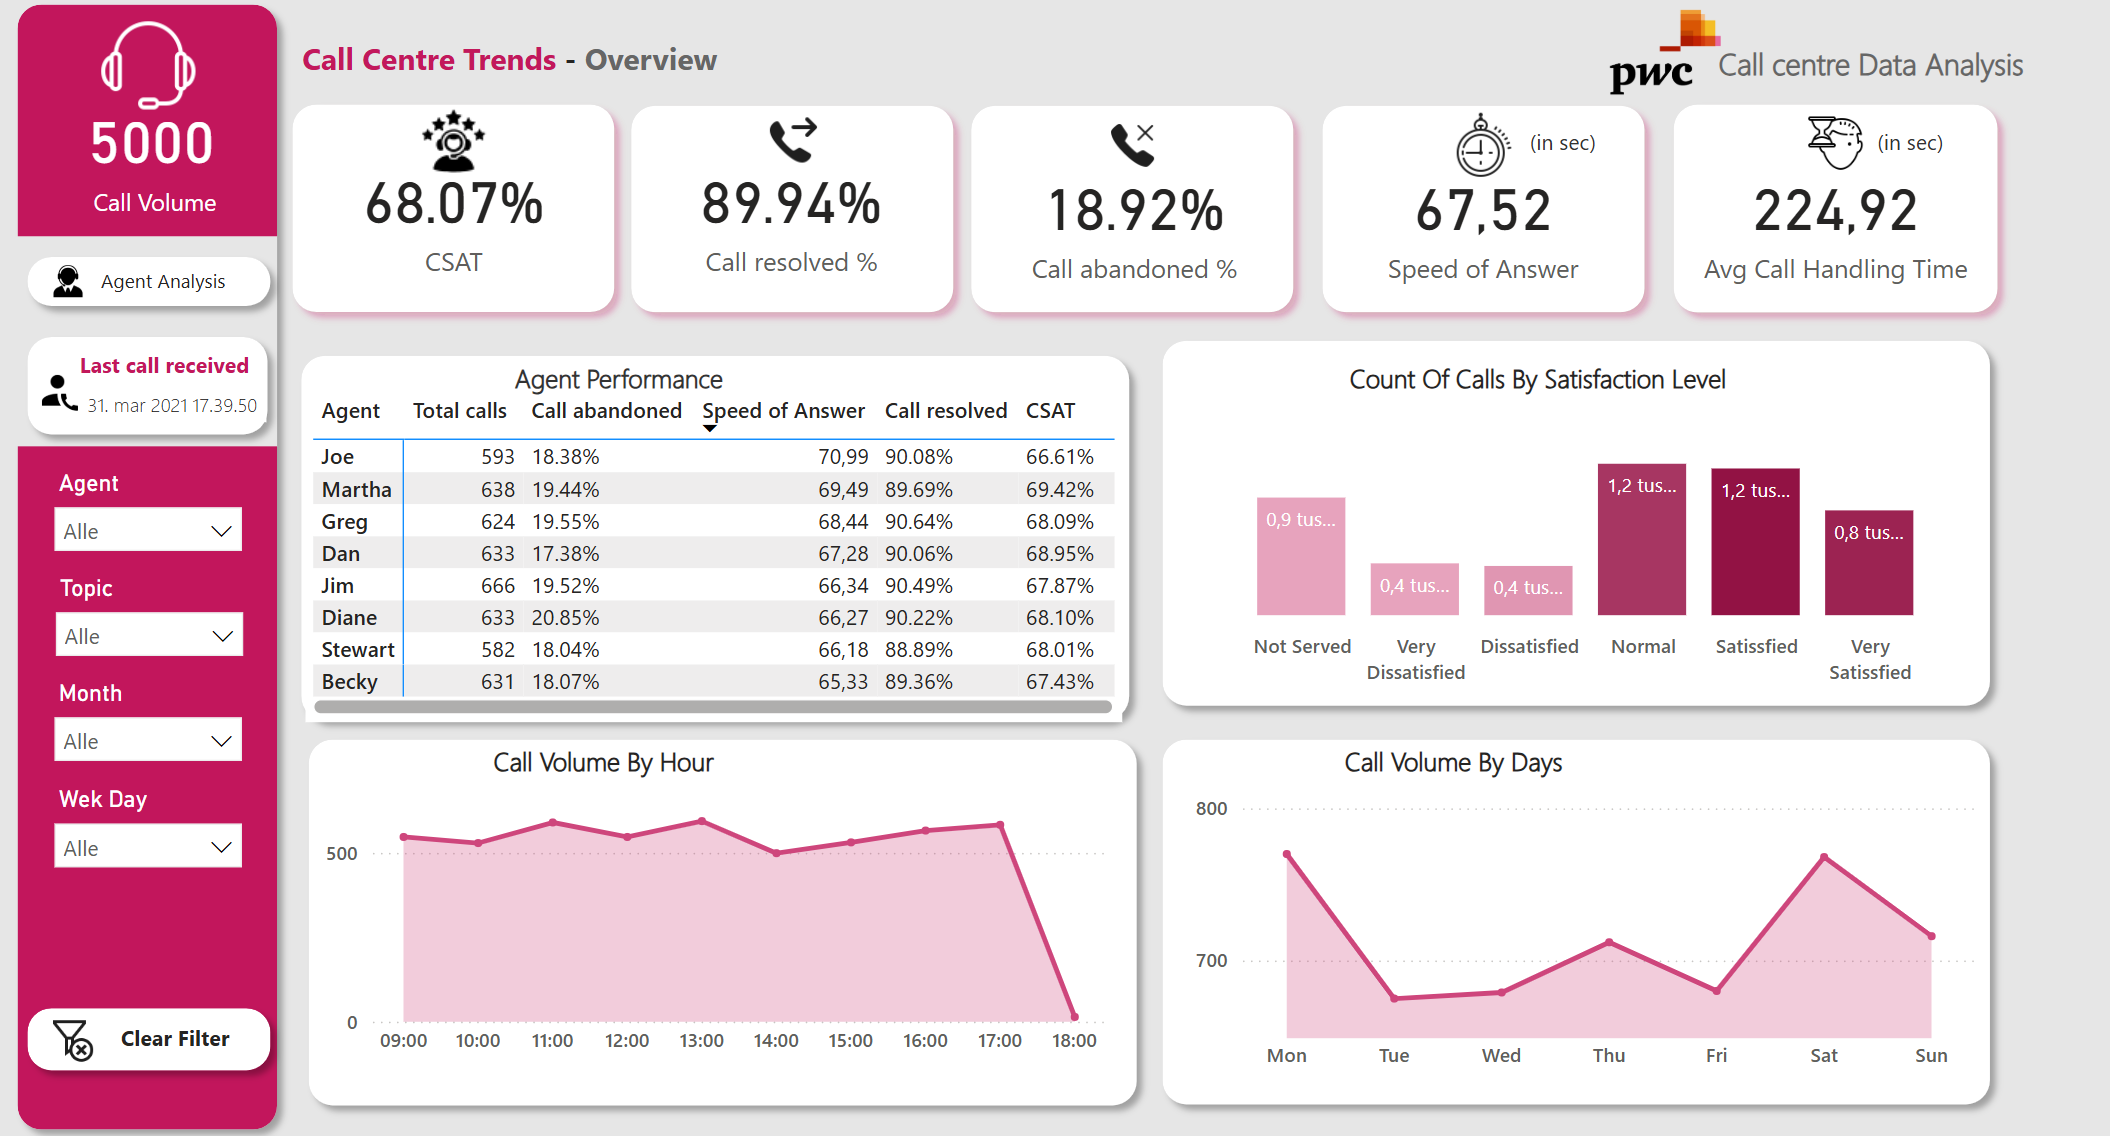 5000
Call Volume
Agent Analysis
Last call received
31. mar 2021 17.39.50
Agent
Alle
Topic
Alle
Month
Alle
Wek Day
Alle
Clear Filter
Call Centre Trends - Overview
pwc Call centre Data Analysis
68.07%
CSAT
89.94%
Call resolved %
18.92%
Call abandoned %
(in sec)
67,52
Speed of Answer
(in sec)
224,92
Avg Call Handling Time
Agent Performance
Agent Total calls Call abandoned Speed of Answer Call resolved CSAT
Joe 593 18.38% 70,99 90.08% 66.61%
Martha 638 19.44% 69,49 89.69% 69.42%
Greg 624 19.55% 68,44 90.64% 68.09%
Dan 633 17.38% 67,28 90.06% 68.95%
Jim 666 19.52% 66,34 90.49% 67.87%
Diane 633 20.85% 66,27 90.22% 68.10%
Stewart 582 18.04% 66,18 88.89% 68.01%
Becky 631 18.07% 65,33 89.36% 67.43%
Count Of Calls By Satisfaction Level
0,9 tus... 0,4 tus... 0,4 tus... 1,2 tus... 1,2 tus... 0,8 tus...
Not Served Very Dissatisfied Normal Satissfied Very
Dissatisfied Satissfied
Call Volume By Hour
500
0
09:00 10:00 11:00 12:00 13:00 14:00 15:00 16:00 17:00 18:00
Call Volume By Days
800
700
Mon Tue Wed Thu Fri Sat Sun